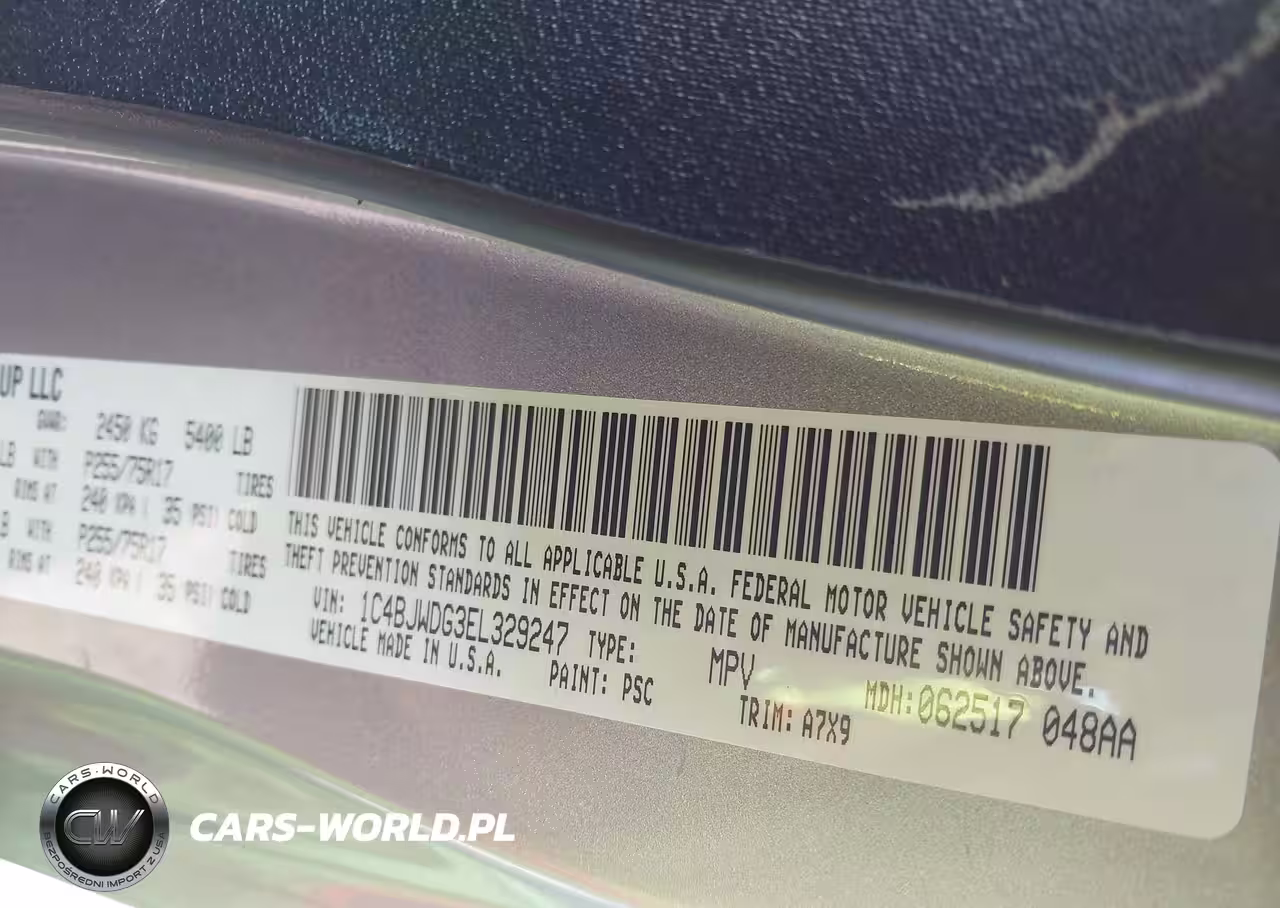 UP LLC
GVWR: 2450 KG 5400 LB
LB WITH P255/75R17 TIRES
RIMS AT 240 KPA ( 35 PSI) COLD
B WITH P255/75R17 TIRES
RIMS AT 240 KPA ( 35 PSI) COLD
THIS VEHICLE CONFORMS TO ALL APPLICABLE U.S.A. FEDERAL MOTOR VEHICLE SAFETY AND
THEFT PREVENTION STANDARDS IN EFFECT ON THE DATE OF MANUFACTURE SHOWN ABOVE.
VIN: 1C4BJWDG3EL329247 TYPE: MPV MDH:062517 048AA
VEHICLE MADE IN U.S.A. PAINT: PSC TRIM: A7X9
CARS-WORLD
CW
BEZPOŚREDNI IMPORT Z USA
CARS-WORLD.PL